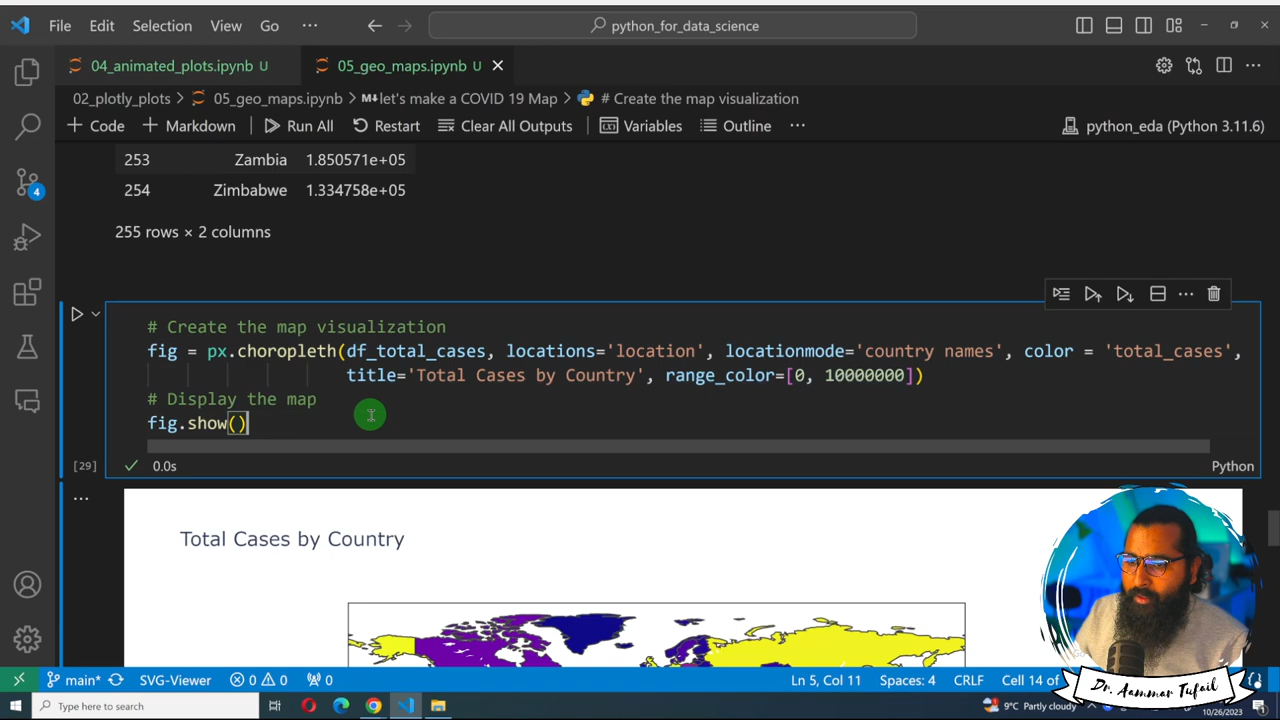 File Edit Selection View Go ··· python_for_data_science
04_animated_plots.ipynb U 05_geo_maps.ipynb U
02_plotly_plots > 05_geo_maps.ipynb > M↓let's make a COVID 19 Map > # Create the map visualization
+ Code + Markdown Run All Restart Clear All Outputs Variables Outline ··· python_eda (Python 3.11.6)
253 Zambia 1.850571e+05
254 Zimbabwe 1.334758e+05
255 rows × 2 columns
# Create the map visualization
fig = px.choropleth(df_total_cases, locations='location', locationmode='country names', color = 'total_cases',
title='Total Cases by Country', range_color=[0, 10000000])
# Display the map
fig.show()
[29] 0.0s Python
Total Cases by Country
4
main* SVG-Viewer 0 0 0 Ln 5, Col 11 Spaces: 4 CRLF Cell 14 of
Dr. Aammar Tufail
Type here to search 9°C Partly cloudy 10/26/2023